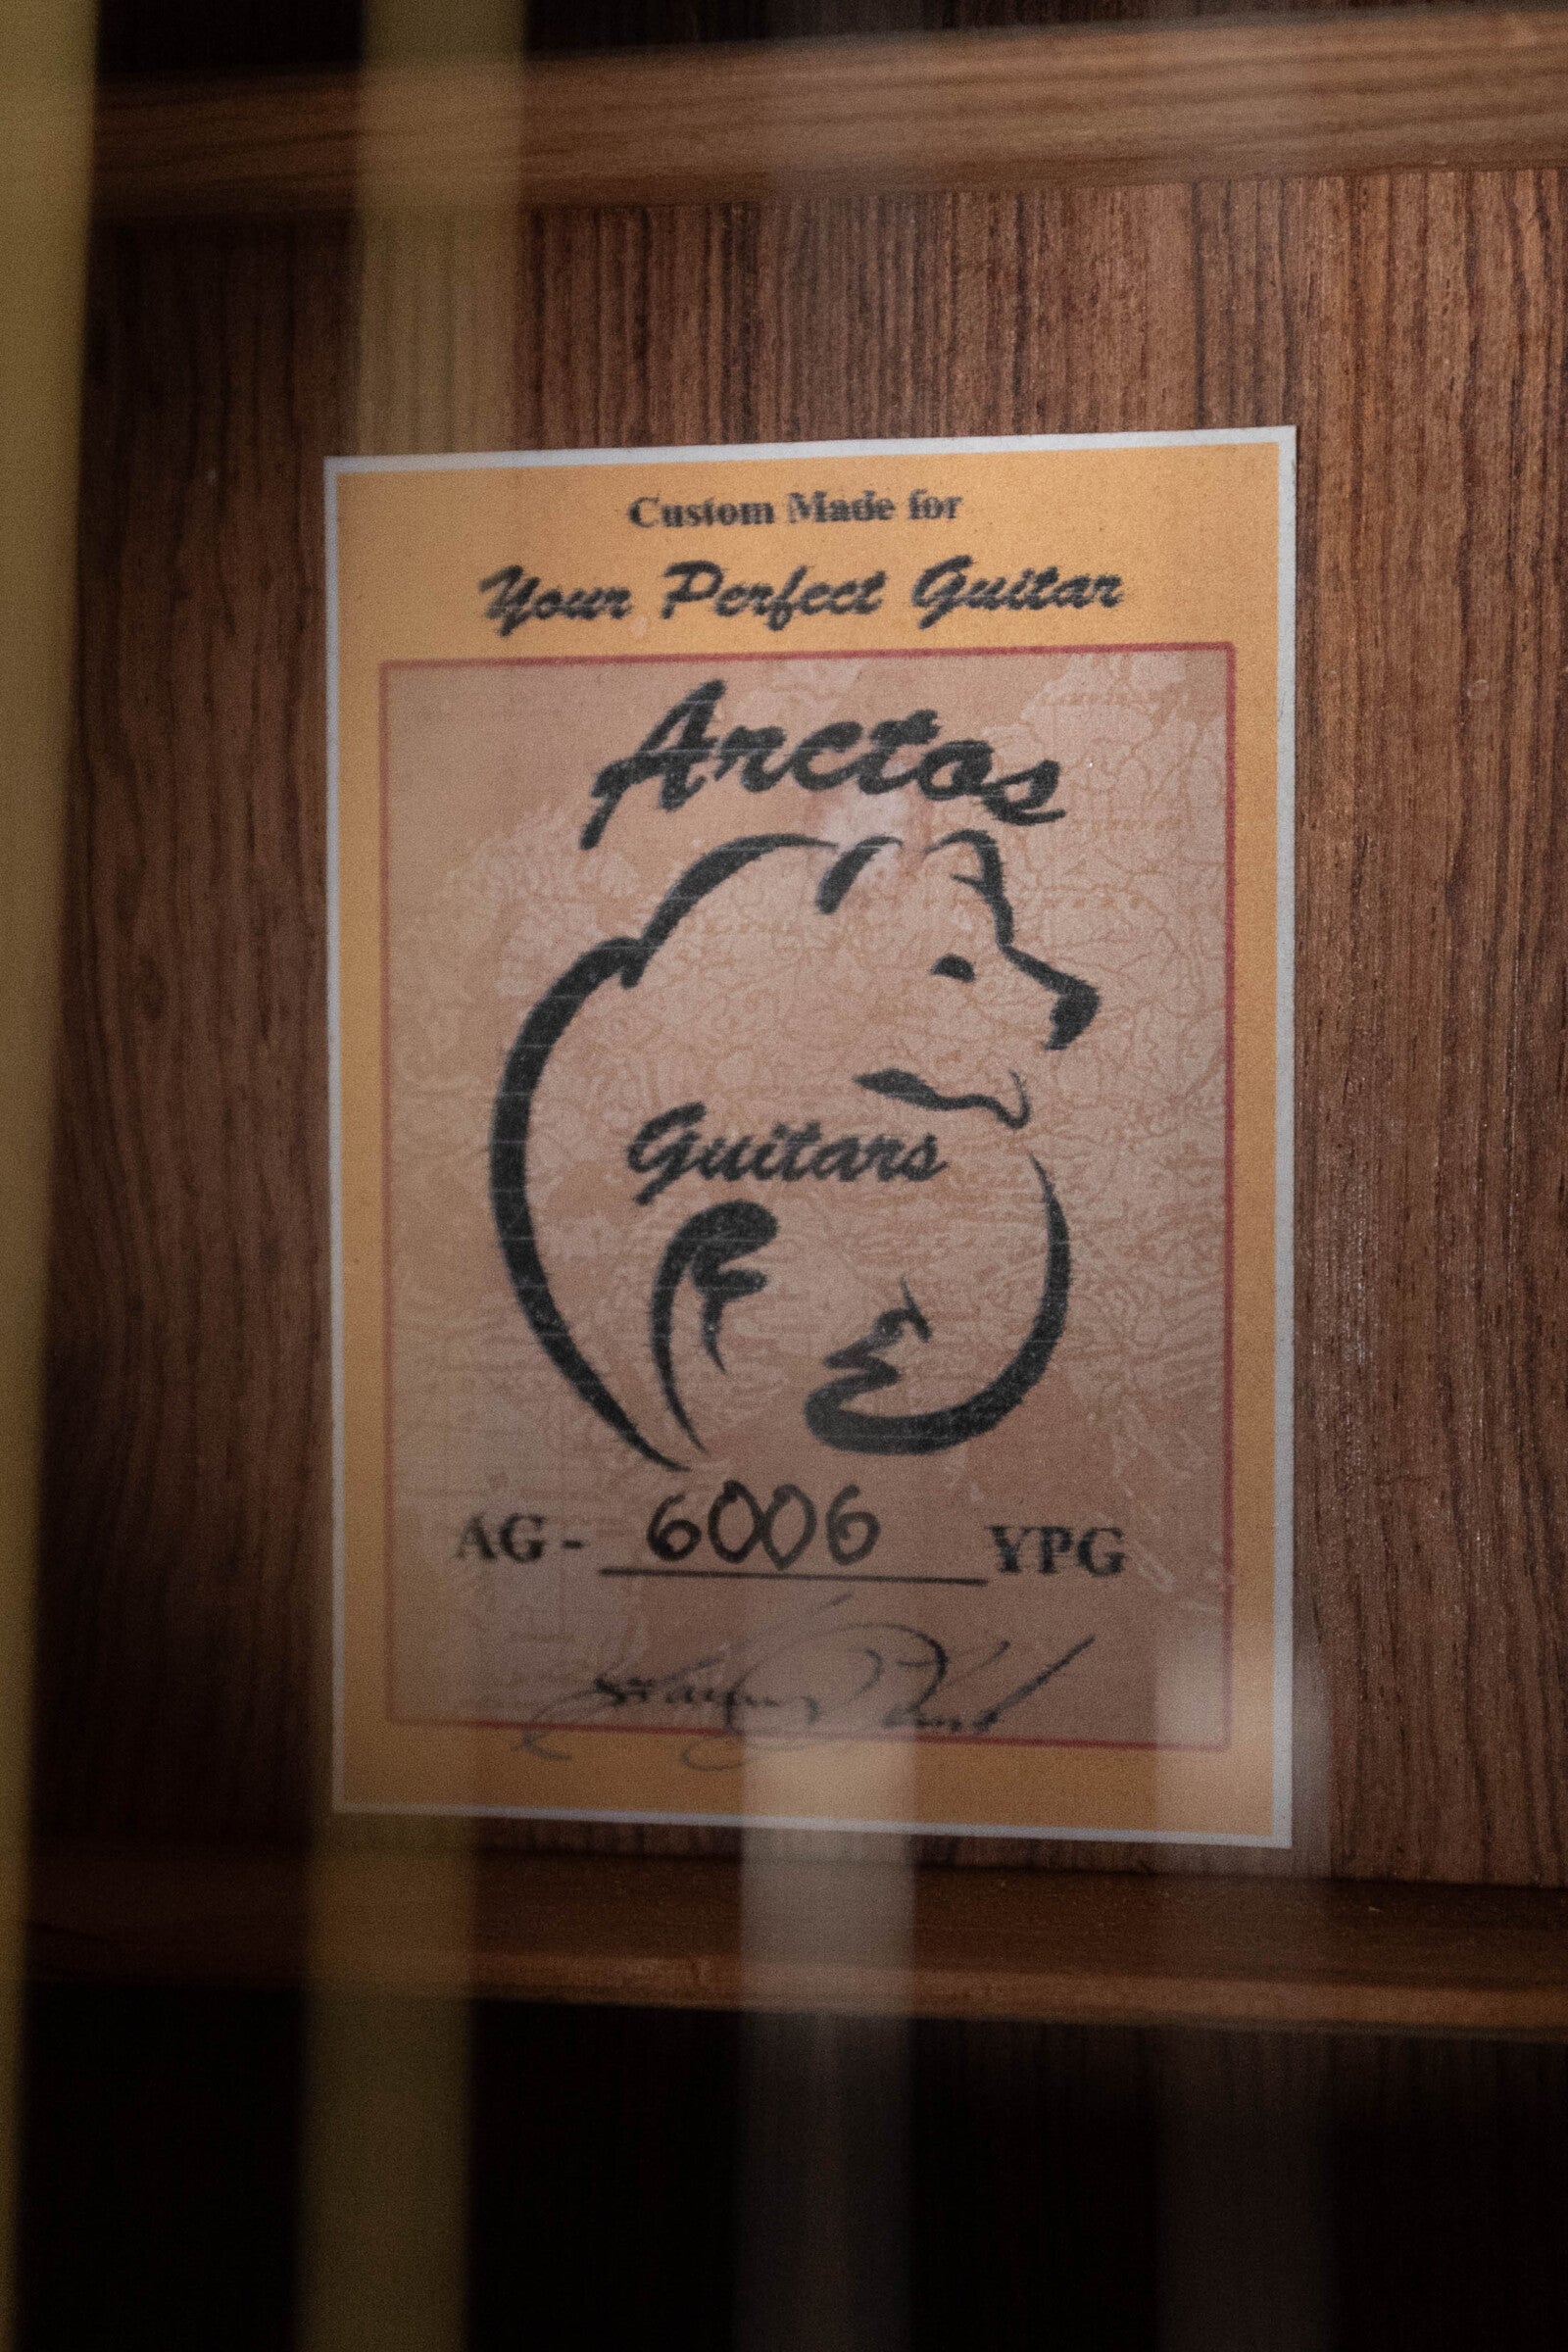 Custom Made for
Your Perfect Guitar
Arctos
Guitars
AG - 6006 YPG